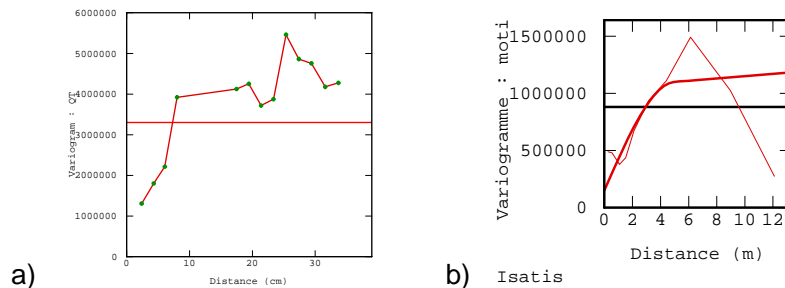 6000000
5000000
4000000
3000000
2000000
1000000
0
Variogram : QT
0 10 20 30
Distance (cm)
a)
1500000
1000000
500000
0
Variogramme : moti
0 2 4 6 8 10 12
Distance (m)
b)
Isatis